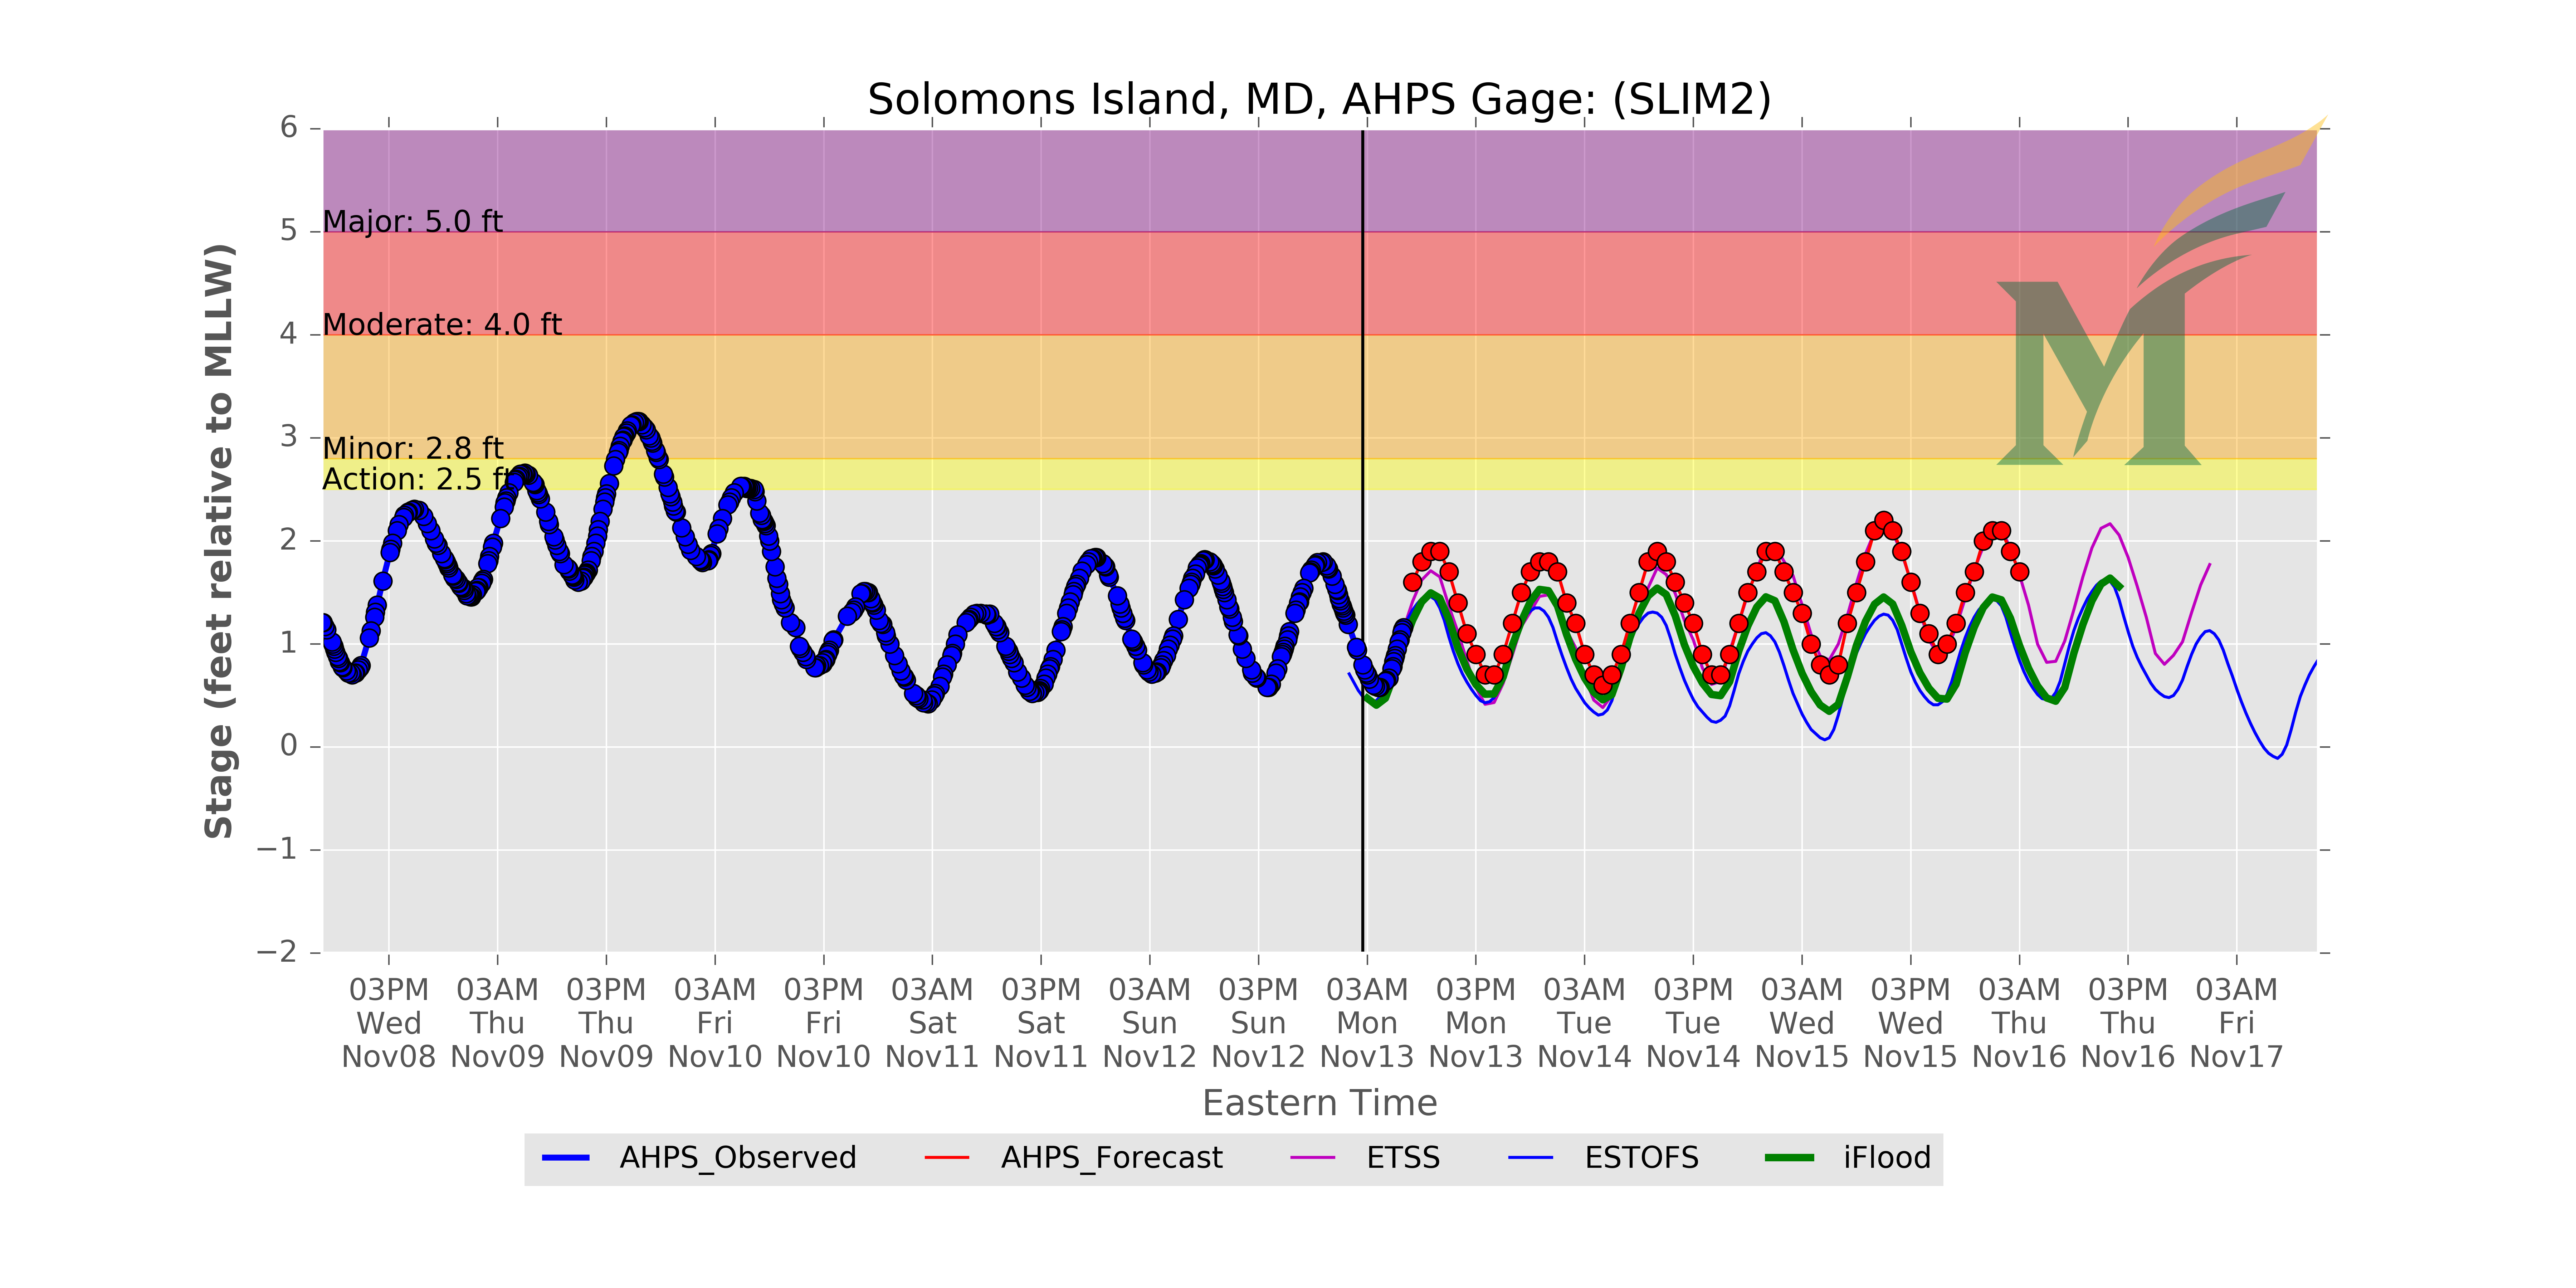 Solomons Island, MD, AHPS Gage: (SLIM2)
6
5
4
3
2
1
0
−1
−2
Stage (feet relative to MLLW)
Major: 5.0 ft
Moderate: 4.0 ft
Minor: 2.8 ft
Action: 2.5 ft
03PM 03AM 03PM 03AM 03PM 03AM 03PM 03AM 03PM 03AM 03PM 03AM 03PM 03AM 03PM 03AM 03PM 03AM
Wed Thu Thu Fri Fri Sat Sat Sun Sun Mon Mon Tue Tue Wed Wed Thu Thu Fri
Nov08 Nov09 Nov09 Nov10 Nov10 Nov11 Nov11 Nov12 Nov12 Nov13 Nov13 Nov14 Nov14 Nov15 Nov15 Nov16 Nov16 Nov17
Eastern Time
AHPS_Observed AHPS_Forecast ETSS ESTOFS iFlood